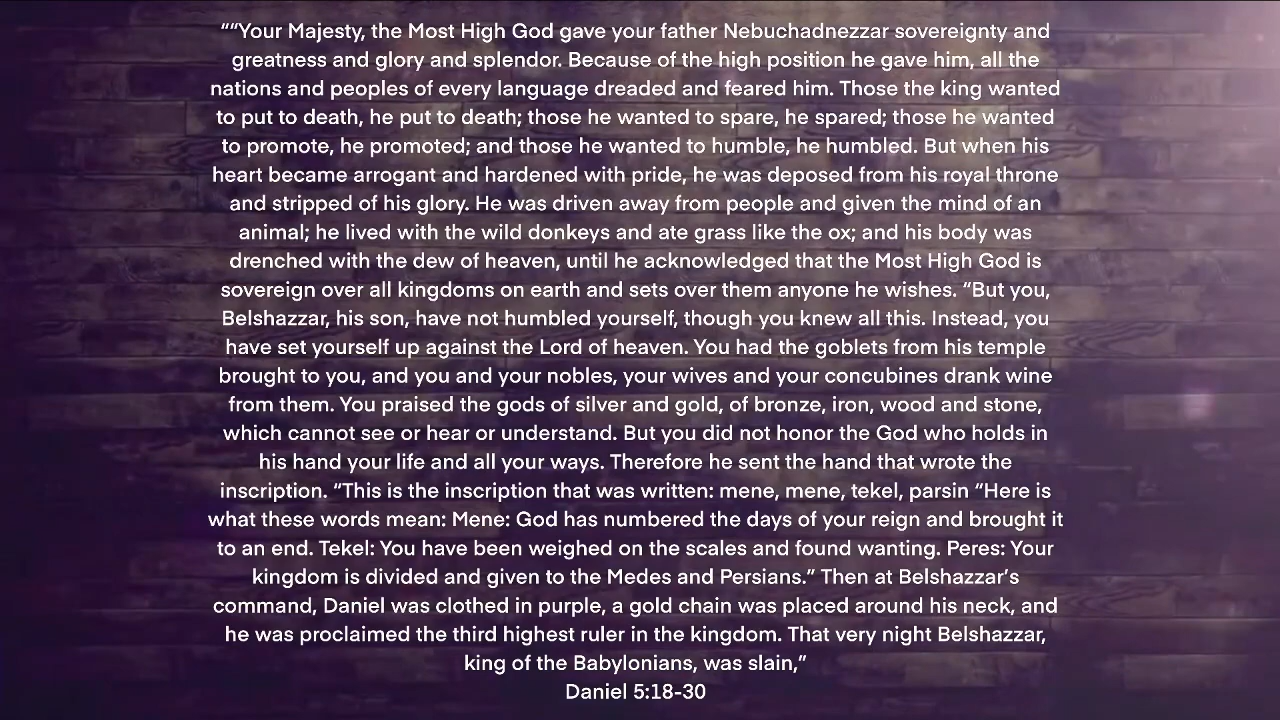 ““Your Majesty, the Most High God gave your father Nebuchadnezzar sovereignty and
greatness and glory and splendor. Because of the high position he gave him, all the
nations and peoples of every language dreaded and feared him. Those the king wanted
to put to death, he put to death; those he wanted to spare, he spared; those he wanted
to promote, he promoted; and those he wanted to humble, he humbled. But when his
heart became arrogant and hardened with pride, he was deposed from his royal throne
and stripped of his glory. He was driven away from people and given the mind of an
animal; he lived with the wild donkeys and ate grass like the ox; and his body was
drenched with the dew of heaven, until he acknowledged that the Most High God is
sovereign over all kingdoms on earth and sets over them anyone he wishes. “But you,
Belshazzar, his son, have not humbled yourself, though you knew all this. Instead, you
have set yourself up against the Lord of heaven. You had the goblets from his temple
brought to you, and you and your nobles, your wives and your concubines drank wine
from them. You praised the gods of silver and gold, of bronze, iron, wood and stone,
which cannot see or hear or understand. But you did not honor the God who holds in
his hand your life and all your ways. Therefore he sent the hand that wrote the
inscription. “This is the inscription that was written: mene, mene, tekel, parsin “Here is
what these words mean: Mene: God has numbered the days of your reign and brought it
to an end. Tekel: You have been weighed on the scales and found wanting. Peres: Your
kingdom is divided and given to the Medes and Persians.” Then at Belshazzar’s
command, Daniel was clothed in purple, a gold chain was placed around his neck, and
he was proclaimed the third highest ruler in the kingdom. That very night Belshazzar,
king of the Babylonians, was slain,”
Daniel 5:18-30